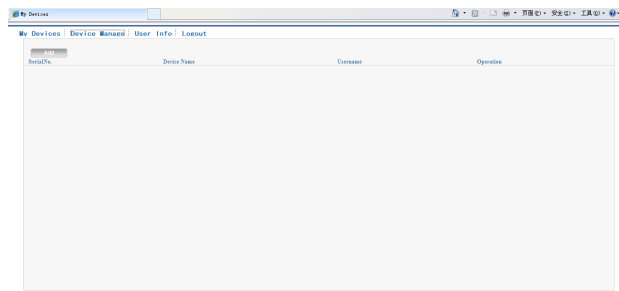 My Devices
页面(P) 安全(S) 工具(O)
My Devices Device Manage User Info Logout
Add
SerialNo. Device Name Username Operation